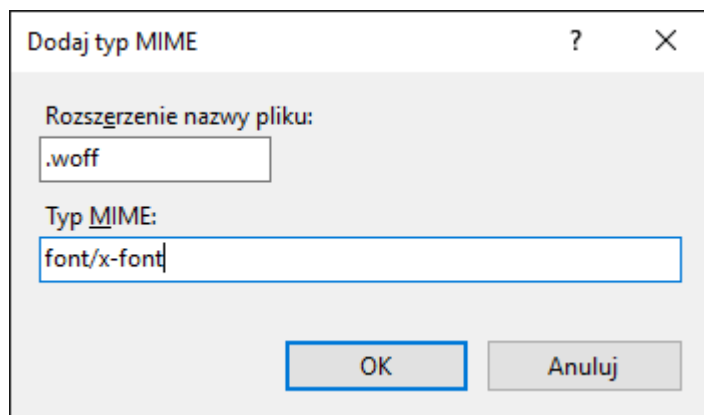 Dodaj typ MIME ?
Rozszerzenie nazwy pliku:
.woff
Typ MIME:
font/x-font
OK Anuluj